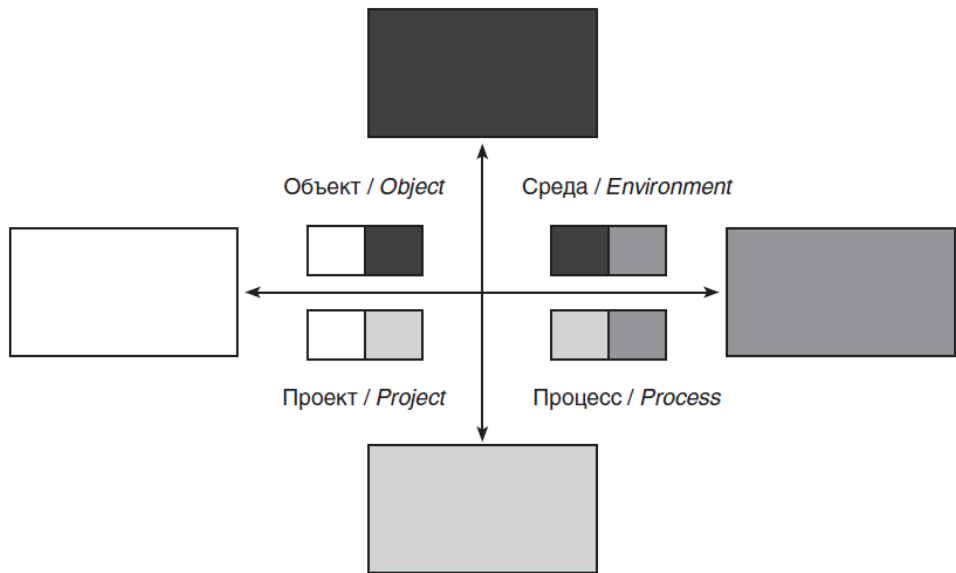 Объект / Object
Среда / Environment
Проект / Project
Процесс / Process